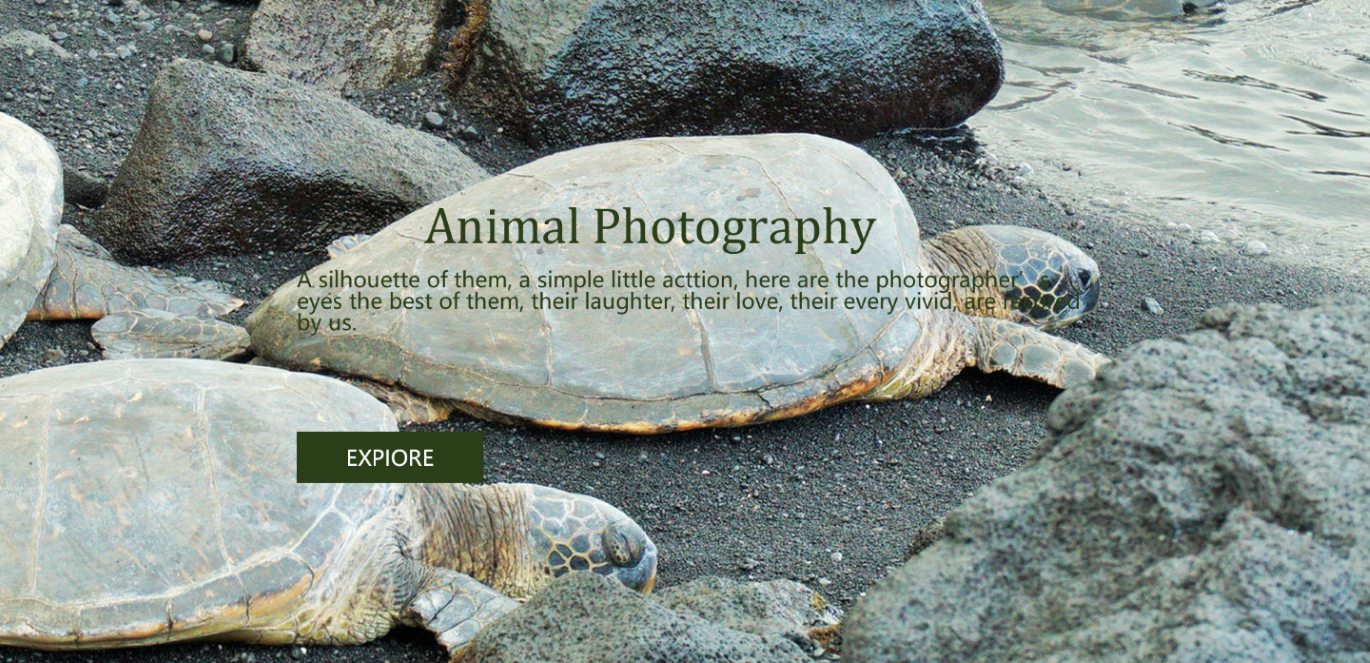 Animal Photography
A silhouette of them, a simple little acttion, here are the photographer'
eyes the best of them, their laughter, their love, their every vivid, are
by us.
EXPIORE